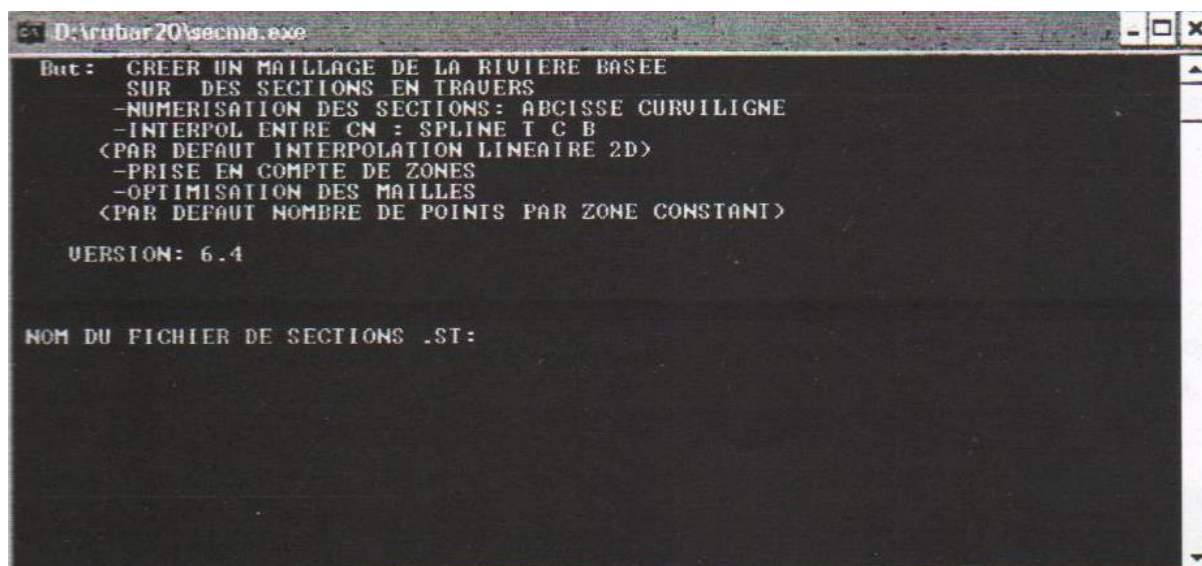 D:\rubar20\secma.exe
But: CREER UN MAILLAGE DE LA RIVIERE BASEE
SUR DES SECTIONS EN TRAVERS
-NUMERISATION DES SECTIONS: ABCISSE CURVILIGNE
-INTERPOL ENTRE CN : SPLINE T C B
(PAR DEFAUT INTERPOLATION LINEAIRE 2D)
-PRISE EN COMPTE DE ZONES
-OPTIMISATION DES MAILLES
(PAR DEFAUT NOMBRE DE POINTS PAR ZONE CONSTANT)
VERSION: 6.4
NOM DU FICHIER DE SECTIONS .ST: